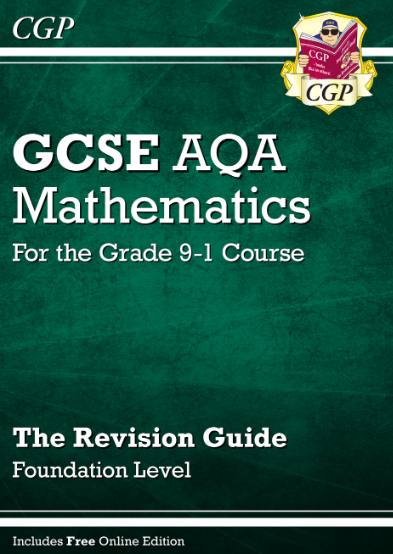 CGP
CGP
CGP
GCSE AQA
Mathematics
For the Grade 9-1 Course
The Revision Guide
Foundation Level
Includes Free Online Edition